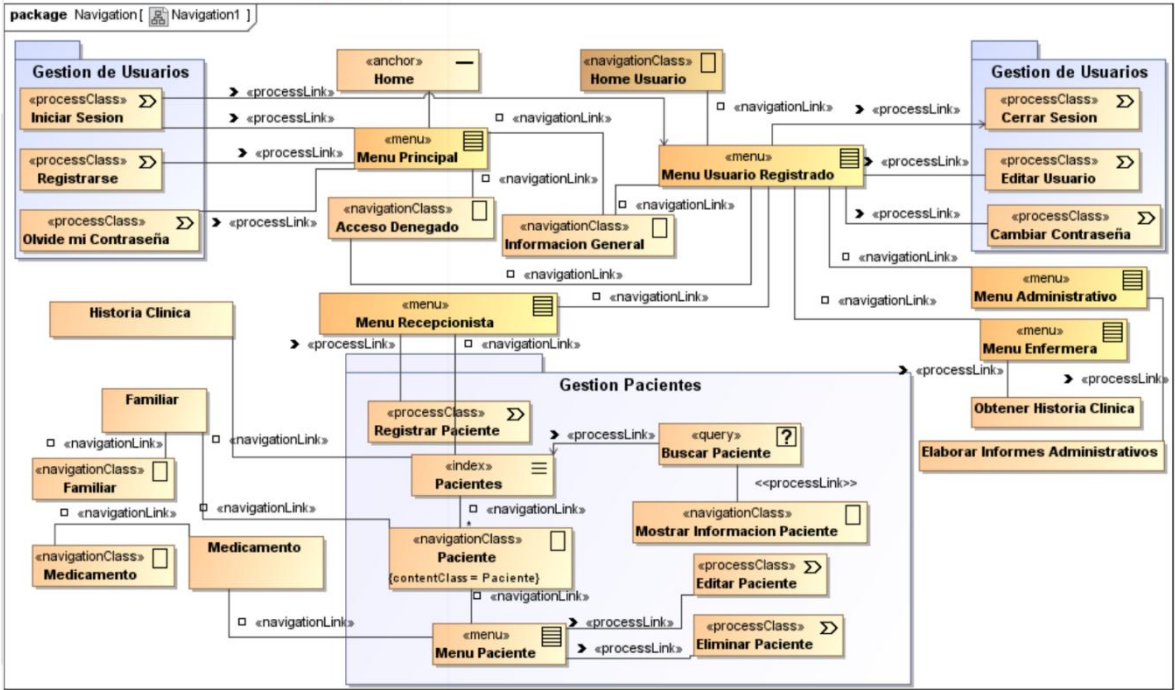 package Navigation [ Navigation1 ]
Gestion de Usuarios
«processClass»
Iniciar Sesion
«processClass»
Registrarse
«processClass»
Olvide mi Contraseña
«processLink»
«processLink»
«processLink»
«processLink»
«anchor»
Home
«menu»
Menu Principal
«navigationLink»
«navigationLink»
«navigationClass»
Acceso Denegado
«navigationClass»
Informacion General
«navigationLink»
«navigationLink»
«navigationClass»
Home Usuario
«navigationLink»
«menu»
Menu Usuario Registrado
«processLink»
«processLink»
«processLink»
Gestion de Usuarios
«processClass»
Cerrar Sesion
«processClass»
Editar Usuario
«processClass»
Cambiar Contraseña
«navigationLink»
«navigationLink»
«navigationLink»
«menu»
Menu Administrativo
«menu»
Menu Enfermera
«processLink»
«processLink»
Obtener Historia Clinica
Elaborar Informes Administrativos
Historia Clinica
«menu»
Menu Recepcionista
«processLink»
«navigationLink»
Gestion Pacientes
«processClass»
Registrar Paciente
«processLink»
«query»
Buscar Paciente
?
<<processLink>>
«index»
Pacientes
«navigationLink»
*
«navigationClass»
Mostrar Informacion Paciente
«navigationClass»
Paciente
{contentClass = Paciente}
«navigationLink»
«processClass»
Editar Paciente
«processLink»
«menu»
Menu Paciente
«processLink»
«processClass»
Eliminar Paciente
Familiar
«navigationLink»
«navigationLink»
«navigationClass»
Familiar
«navigationLink»
«navigationLink»
«navigationClass»
Medicamento
Medicamento
«navigationLink»